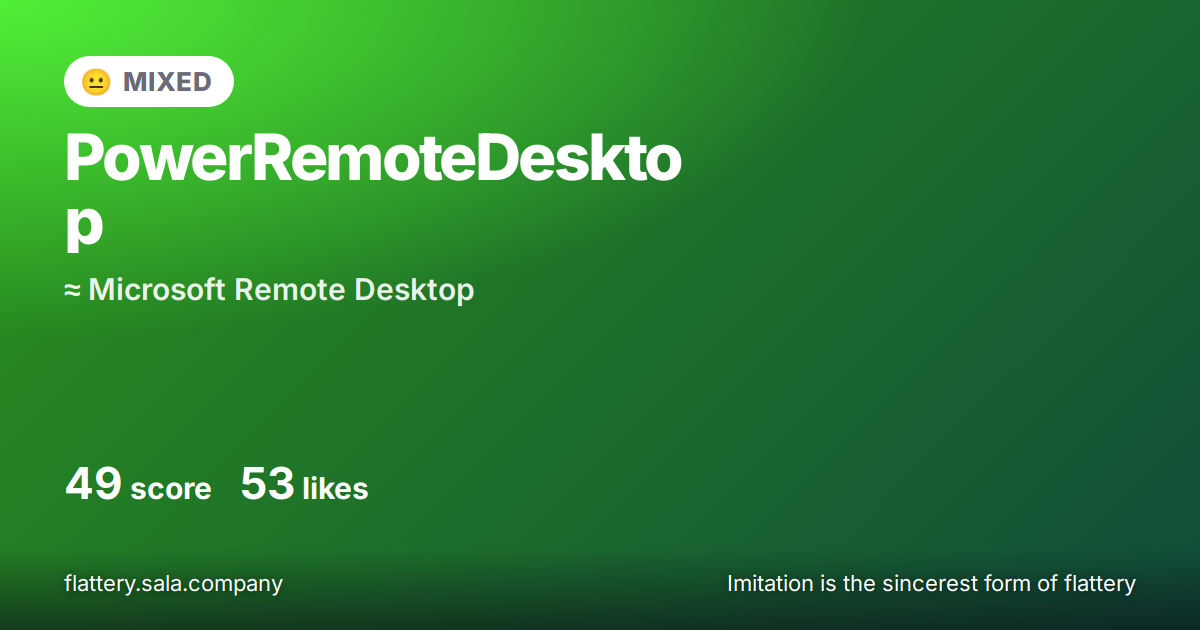 😐 MIXED
PowerRemoteDeskto
p
≈ Microsoft Remote Desktop
49 score 53 likes
flattery.sala.company
Imitation is the sincerest form of flattery